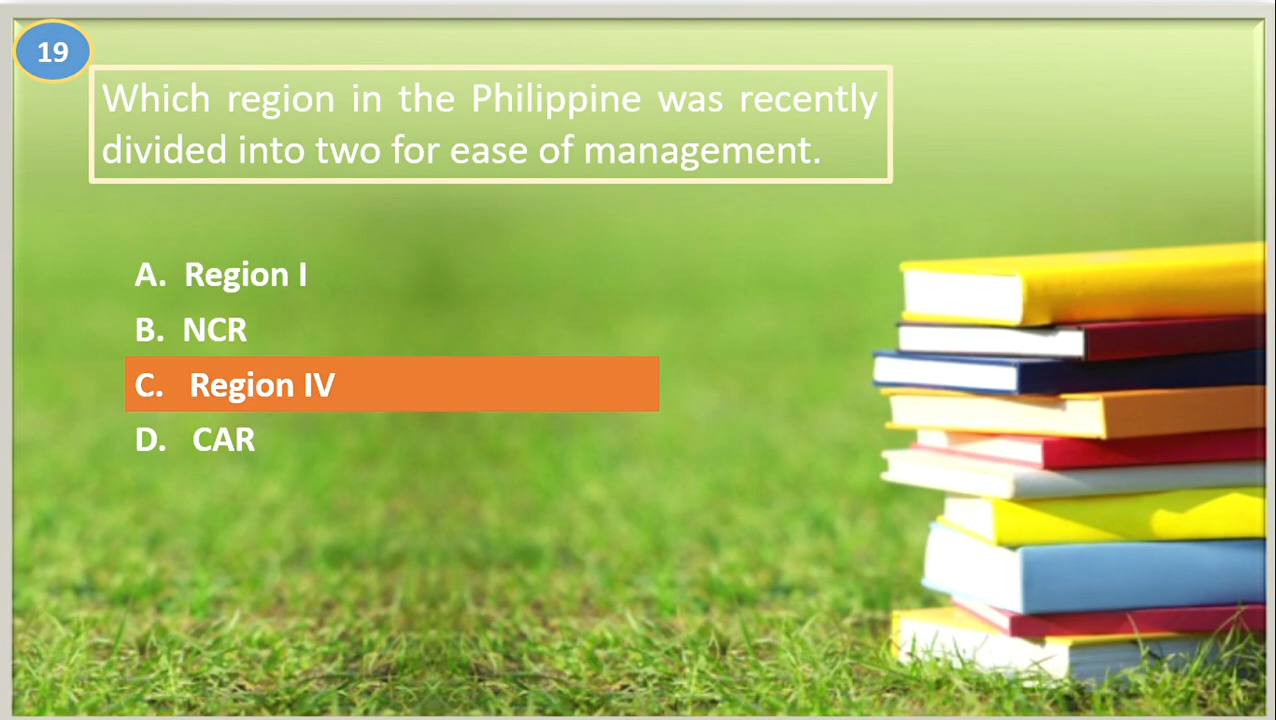 19
Which region in the Philippine was recently
divided into two for ease of management.
A. Region I
B. NCR
C. Region IV
D. CAR